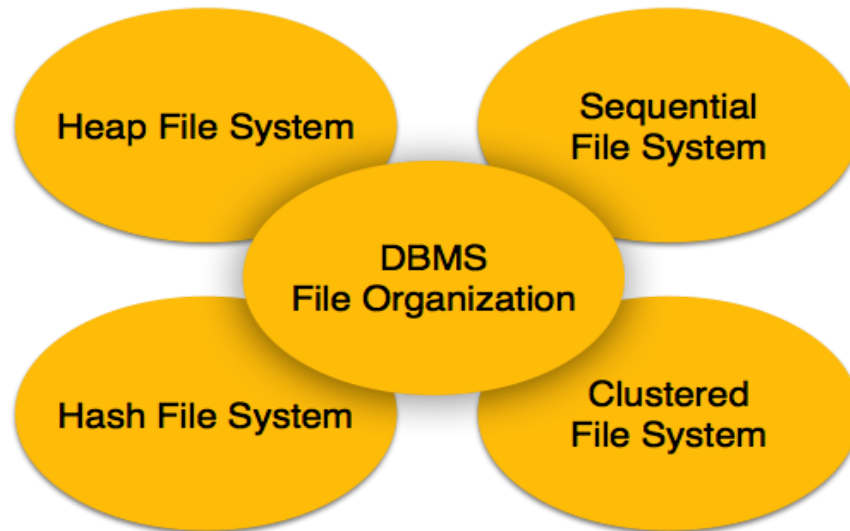 Heap File System
Sequential
File System
DBMS
File Organization
Hash File System
Clustered
File System